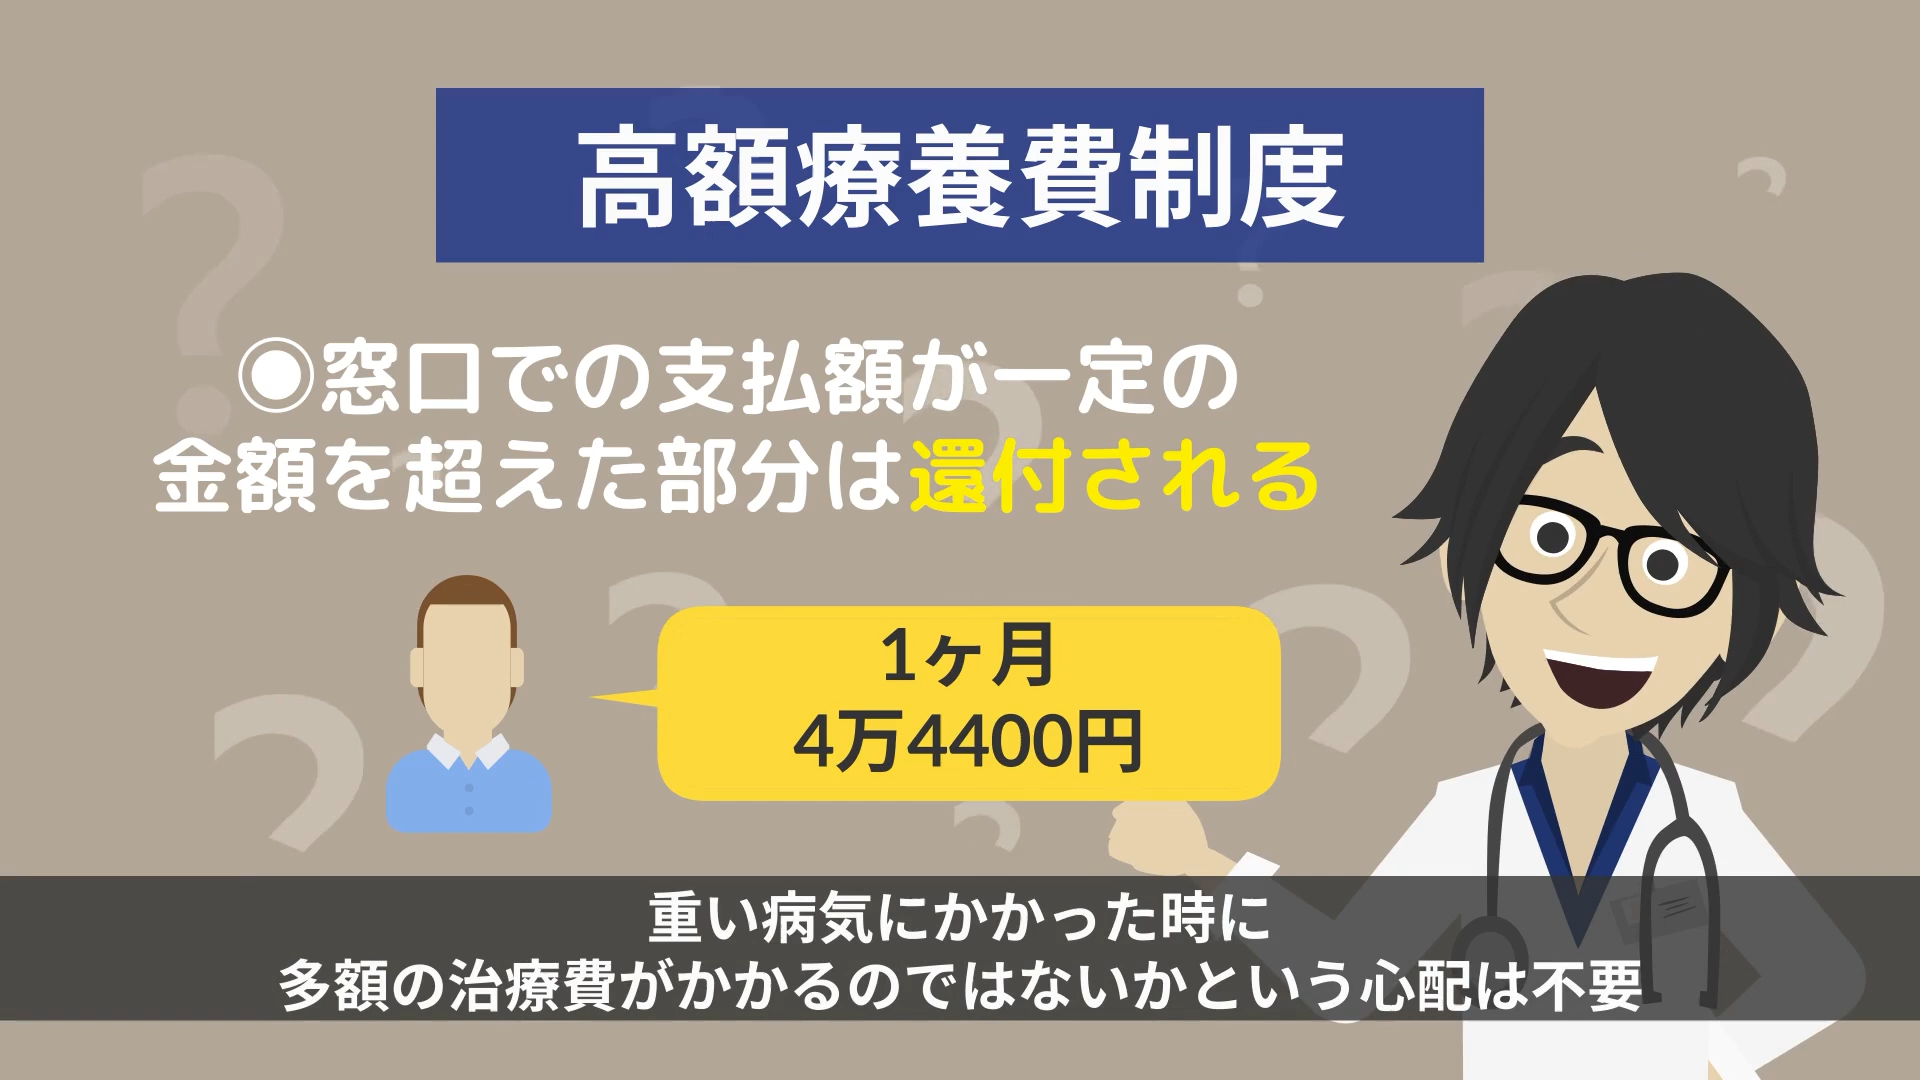 高額療養費制度
◉窓口での支払額が一定の
金額を超えた部分は還付される
1ヶ月
4万4400円
重い病気にかかった時に
多額の治療費がかかるのではないかという心配は不要